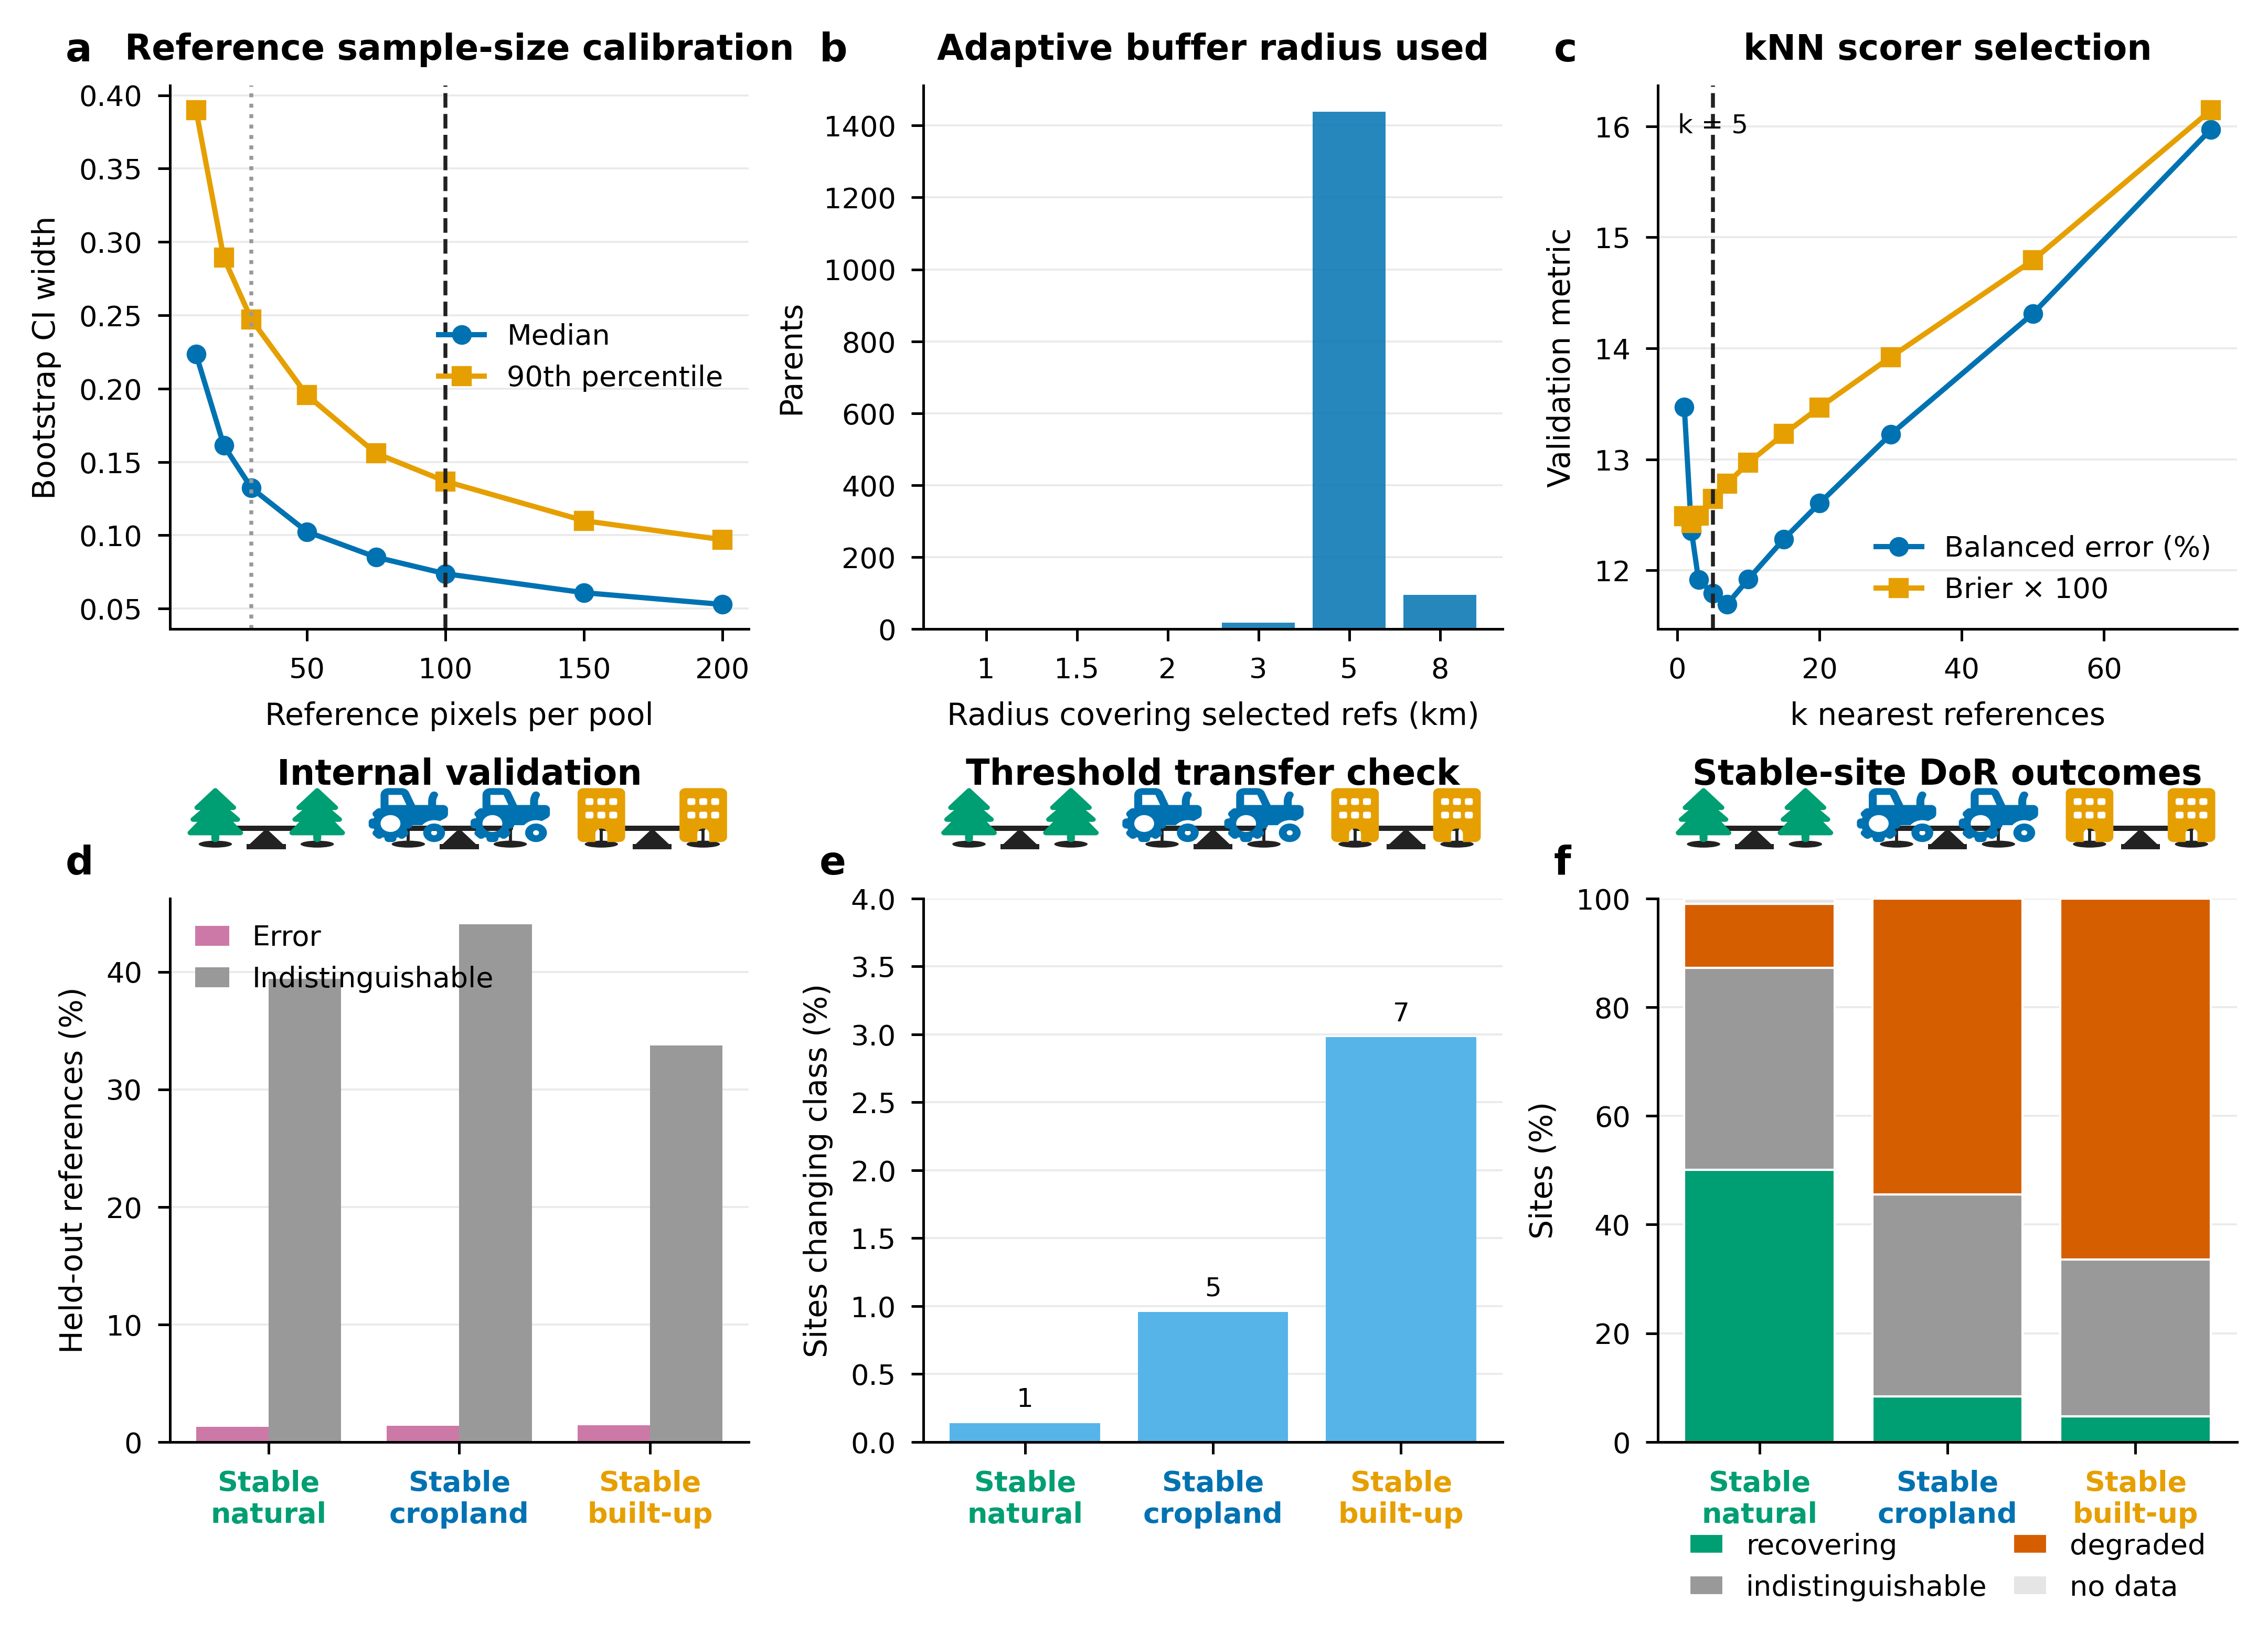 a Reference sample-size calibration
0.40
0.35
0.30
0.25
0.20
0.15
0.10
0.05
Bootstrap CI width
Median
90th percentile
50 100 150 200
Reference pixels per pool
b Adaptive buffer radius used
1400
1200
1000
800
600
400
200
0
Parents
1 1.5 2 3 5 8
Radius covering selected refs (km)
c kNN scorer selection
16
15
14
13
12
Validation metric
k = 5
Balanced error (%)
Brier × 100
0 20 40 60
k nearest references
d Internal validation
40
30
20
10
0
Held-out references (%)
Error
Indistinguishable
Stable natural
Stable cropland
Stable built-up
e Threshold transfer check
4.0
3.5
3.0
2.5
2.0
1.5
1.0
0.5
0.0
Sites changing class (%)
1
5
7
Stable natural
Stable cropland
Stable built-up
f Stable-site DoR outcomes
100
80
60
40
20
0
Sites (%)
Stable natural
Stable cropland
Stable built-up
recovering
indistinguishable
degraded
no data